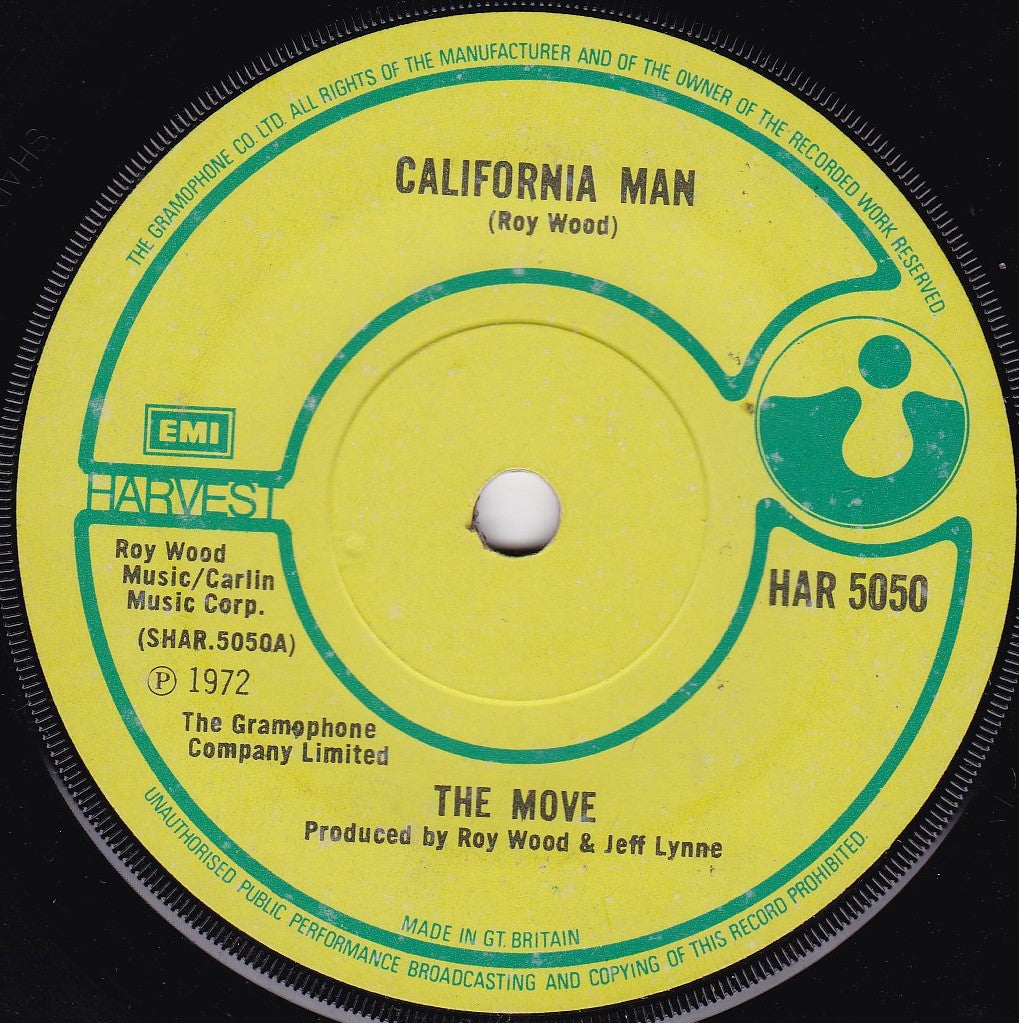 THE GRAMOPHONE CO. LTD. ALL RIGHTS OF THE MANUFACTURER AND OF THE OWNER OF THE RECORDED WORK RESERVED.
CALIFORNIA MAN
(Roy Wood)
EMI
HARVEST
Roy Wood
Music/Carlin
Music Corp.
(SHAR.5050A)
℗ 1972
The Gramophone
Company Limited
HAR 5050
THE MOVE
Produced by Roy Wood & Jeff Lynne
MADE IN GT. BRITAIN
UNAUTHORISED PUBLIC PERFORMANCE BROADCASTING AND COPYING OF THIS RECORD PROHIBITED.